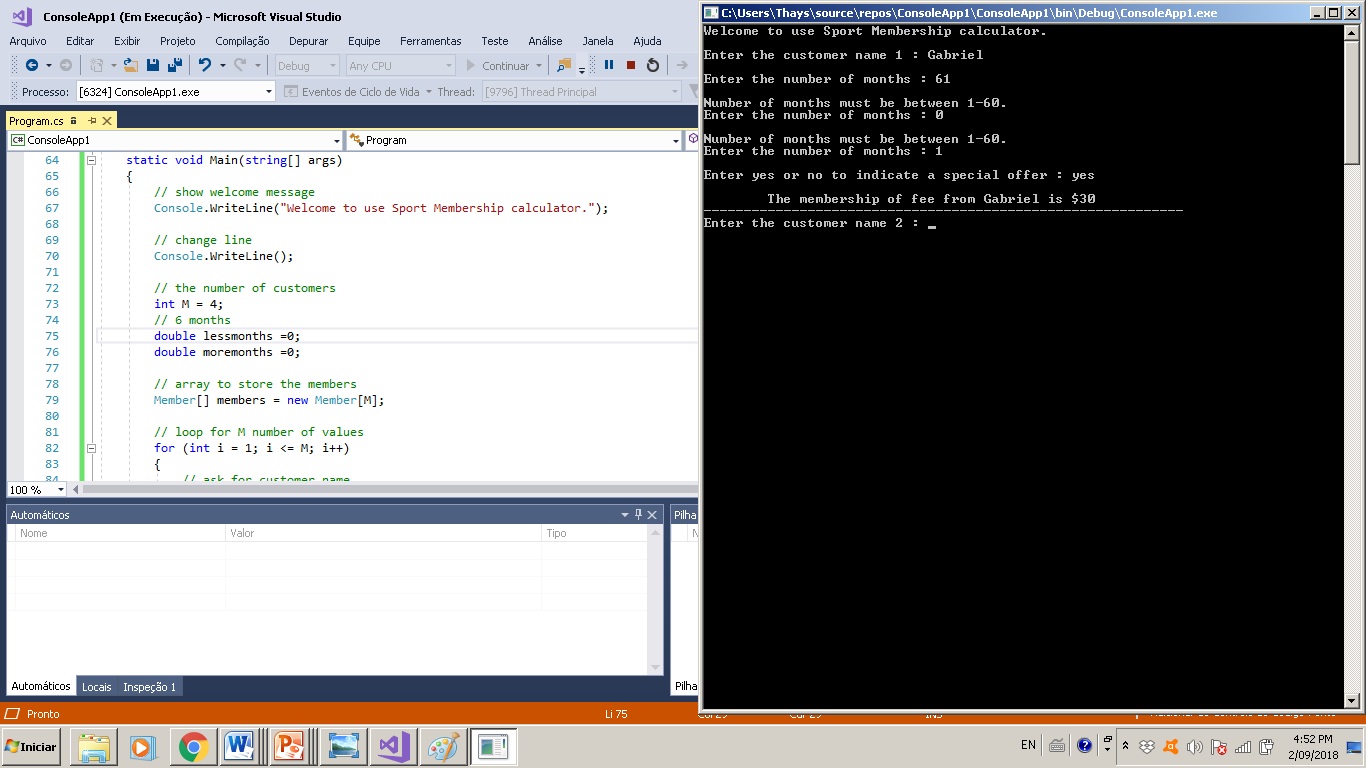 ConsoleApp1 (Em Execução) - Microsoft Visual Studio
Arquivo Editar Exibir Projeto Compilação Depurar Equipe Ferramentas Teste Análise Janela Ajuda
Debug Any CPU Continuar
Processo: [6324] ConsoleApp1.exe Eventos de Ciclo de Vida Thread: [9796] Thread Principal
Program.cs
C# ConsoleApp1 Program
64 static void Main(string[] args)
65 {
66 // show welcome message
67 Console.WriteLine("Welcome to use Sport Membership calculator.");
68
69 // change line
70 Console.WriteLine();
71
72 // the number of customers
73 int M = 4;
74 // 6 months
75 double lessmonths =0;
76 double moremonths =0;
77
78 // array to store the members
79 Member[] members = new Member[M];
80
81 // loop for M number of values
82 for (int i = 1; i <= M; i++)
83 {
84 // ask for customer name
100 %
Automáticos
Nome Valor Tipo
Automáticos Locais Inspeção 1
Pilha
N
Pilha
Pronto Li 75
C:\Users\Thays\source\repos\ConsoleApp1\ConsoleApp1\bin\Debug\ConsoleApp1.exe
Welcome to use Sport Membership calculator.
Enter the customer name 1 : Gabriel
Enter the number of months : 61
Number of months must be between 1-60.
Enter the number of months : 0
Number of months must be between 1-60.
Enter the number of months : 1
Enter yes or no to indicate a special offer : yes
The membership of fee from Gabriel is $30
------------------------------------------------------------
Enter the customer name 2 : _
Iniciar
EN
4:52 PM
2/09/2018